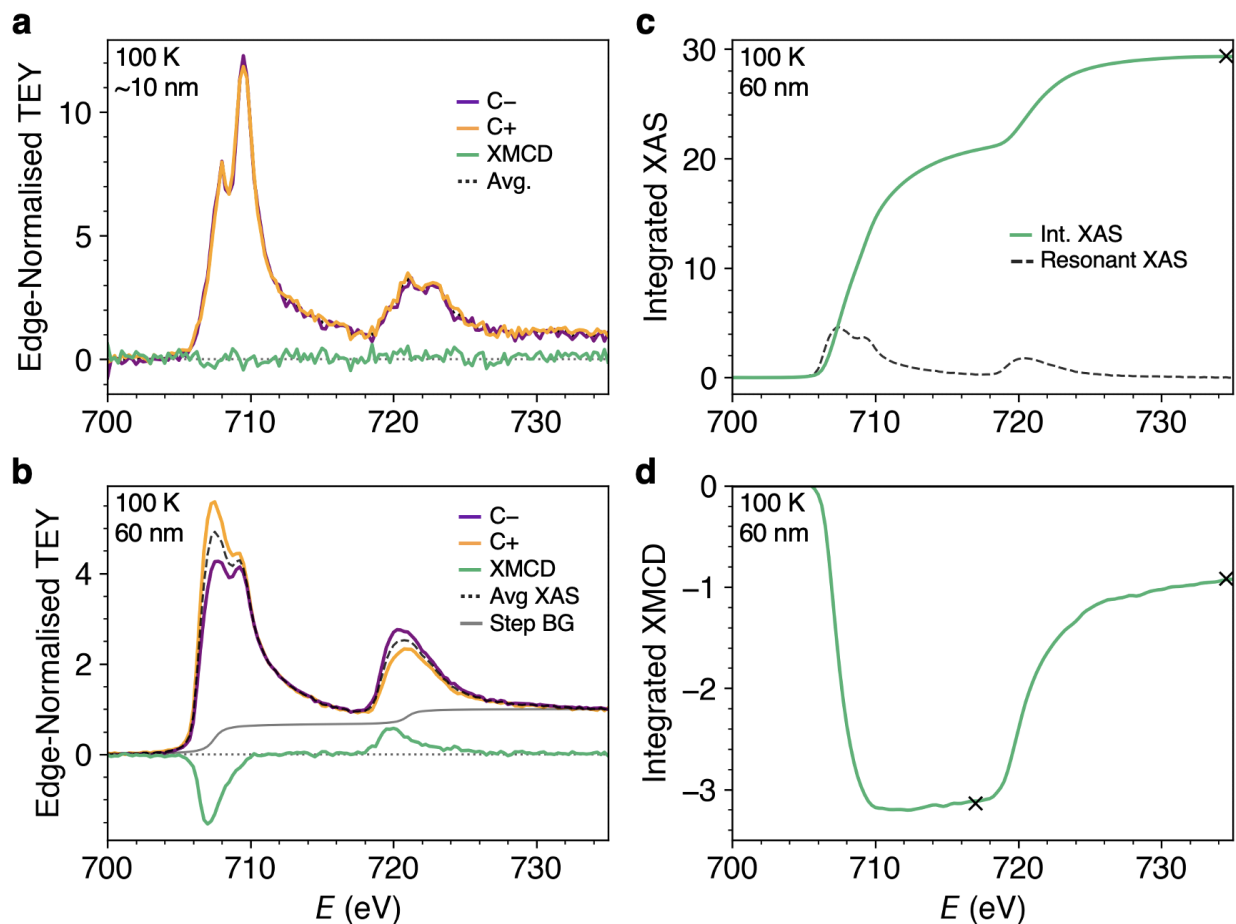 a
100 K
~10 nm
C−
C+
XMCD
Avg.
Edge-Normalised TEY
10
5
0
700
710
720
730
b
100 K
60 nm
C−
C+
XMCD
Avg XAS
Step BG
Edge-Normalised TEY
4
2
0
700
710
720
730
E (eV)
c
100 K
60 nm
Int. XAS
Resonant XAS
Integrated XAS
30
20
10
0
700
710
720
730
d
100 K
60 nm
Integrated XMCD
0
−1
−2
−3
700
710
720
730
E (eV)